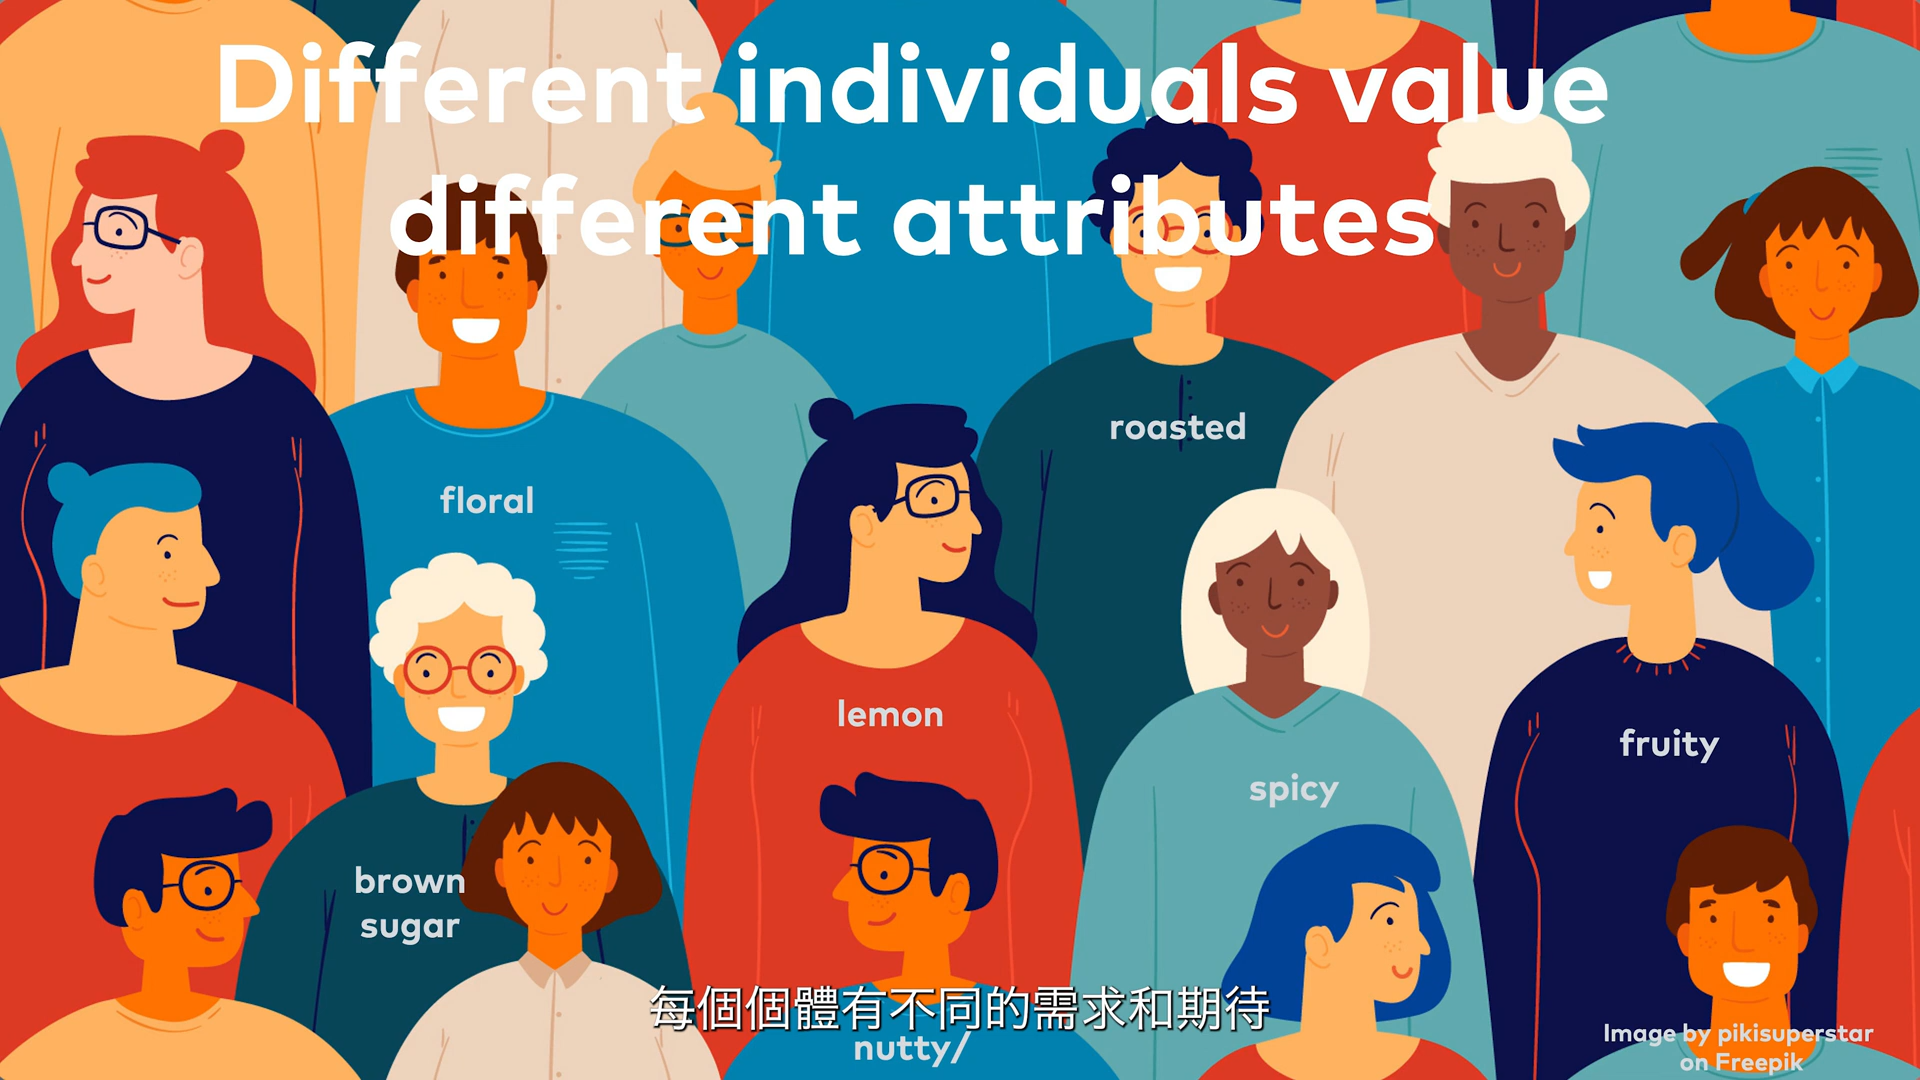 Different individuals value
different attributes
roasted
floral
lemon
fruity
spicy
brown
sugar
每個個體有不同的需求和期待
nutty/
Image by pikisuperstar
on Freepik